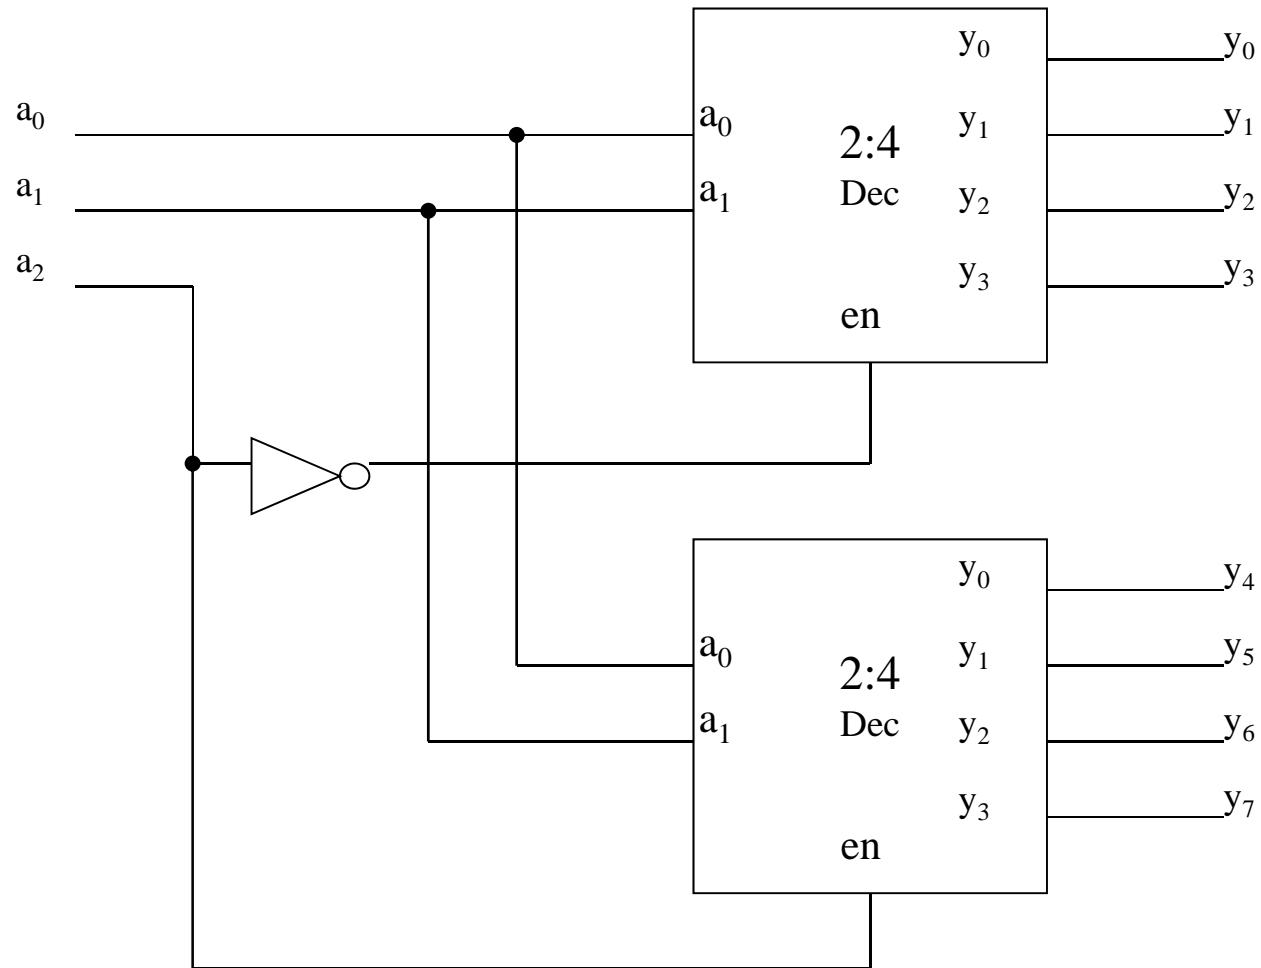 a₀
a₁
a₂
a₀
a₁
2:4
Dec
en
y₀
y₁
y₂
y₃
y₀
y₁
y₂
y₃
a₀
a₁
2:4
Dec
en
y₀
y₁
y₂
y₃
y₄
y₅
y₆
y₇